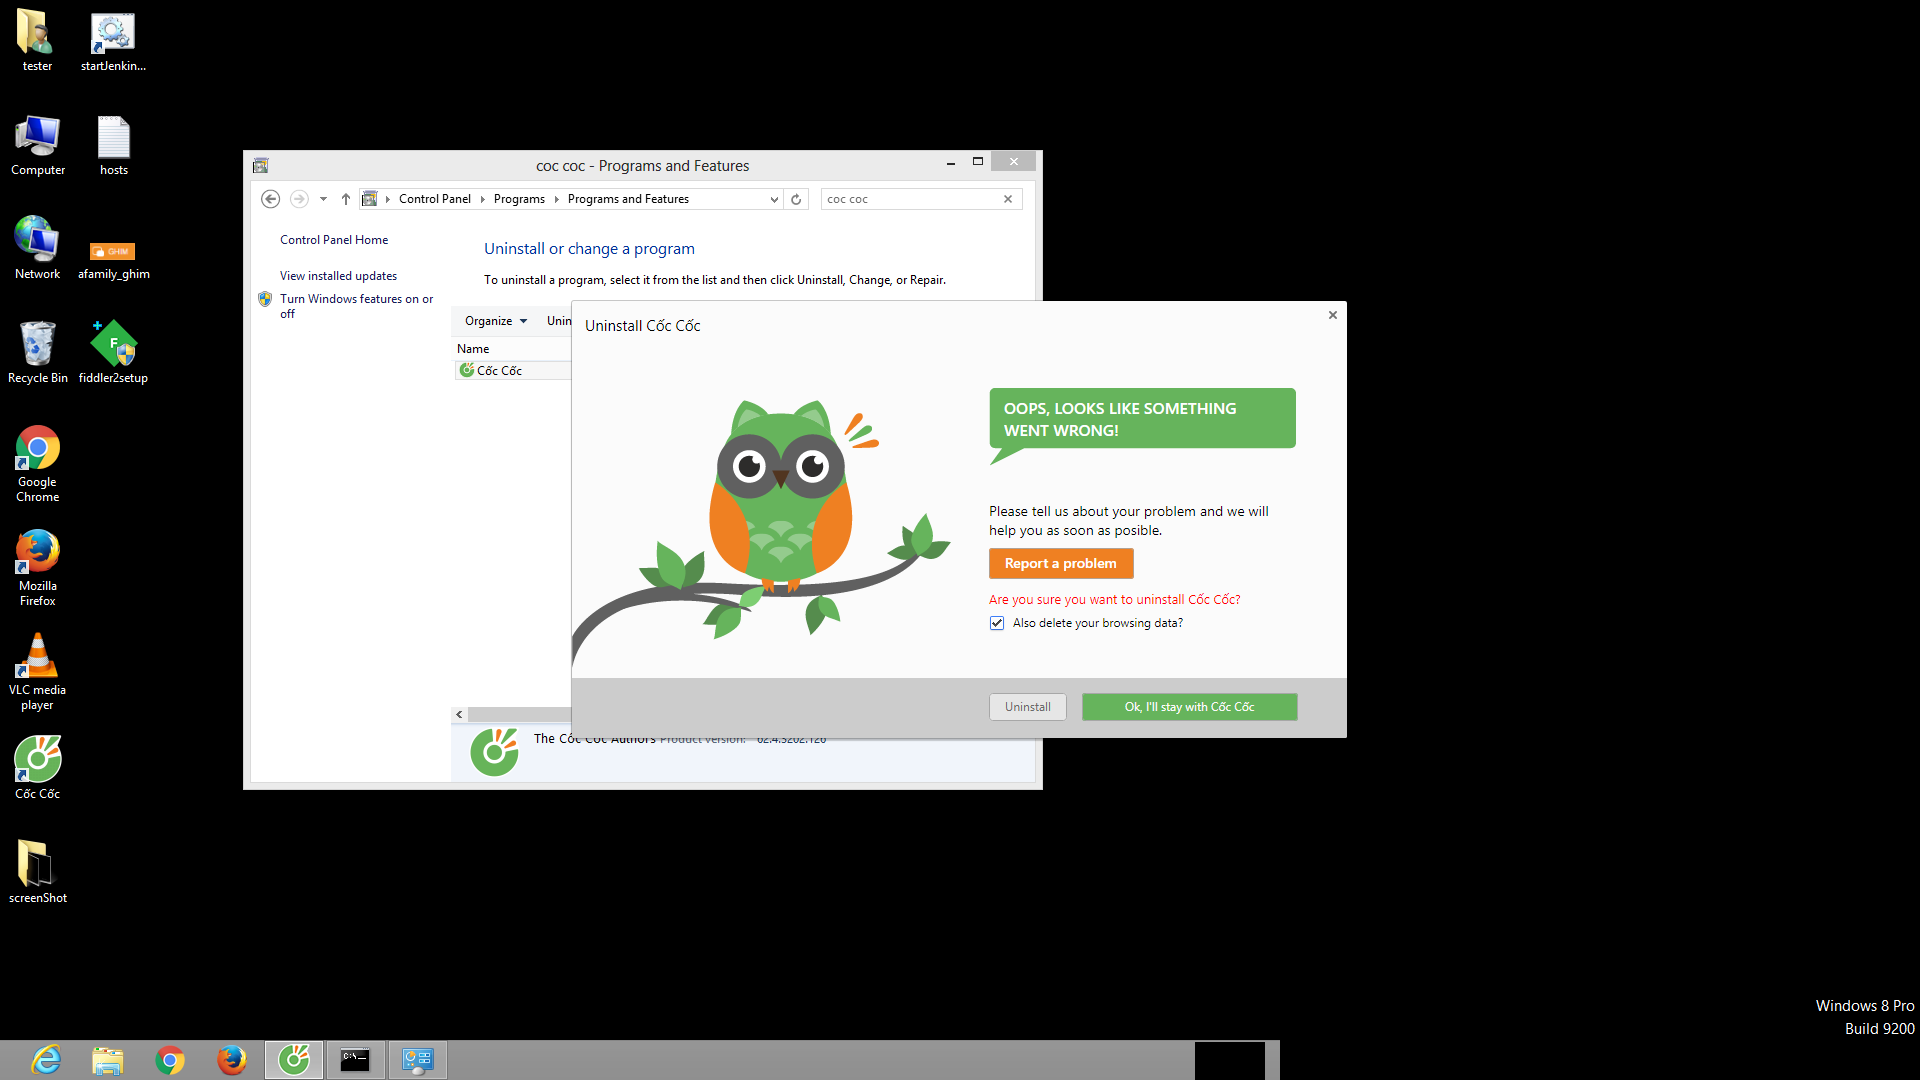 tester
startJenkin...
Computer
hosts
Network
GHIM
afamily_ghim
Recycle Bin
F
fiddler2setup
Google
Chrome
Mozilla
Firefox
VLC media
player
Cốc Cốc
screenShot
coc coc - Programs and Features
Control Panel
Programs
Programs and Features
coc coc
Control Panel Home
View installed updates
Turn Windows features on or
off
Uninstall or change a program
To uninstall a program, select it from the list and then click Uninstall, Change, or Repair.
Organize
Unin
Name
Cốc Cốc
Uninstall Cốc Cốc
OOPS, LOOKS LIKE SOMETHING
WENT WRONG!
Please tell us about your problem and we will
help you as soon as posible.
Report a problem
Are you sure you want to uninstall Cốc Cốc?
Also delete your browsing data?
Uninstall
Ok, I'll stay with Cốc Cốc
The Cốc Cốc Authors Product version: 62.4.3202.126
C:\_
Windows 8 Pro
Build 9200